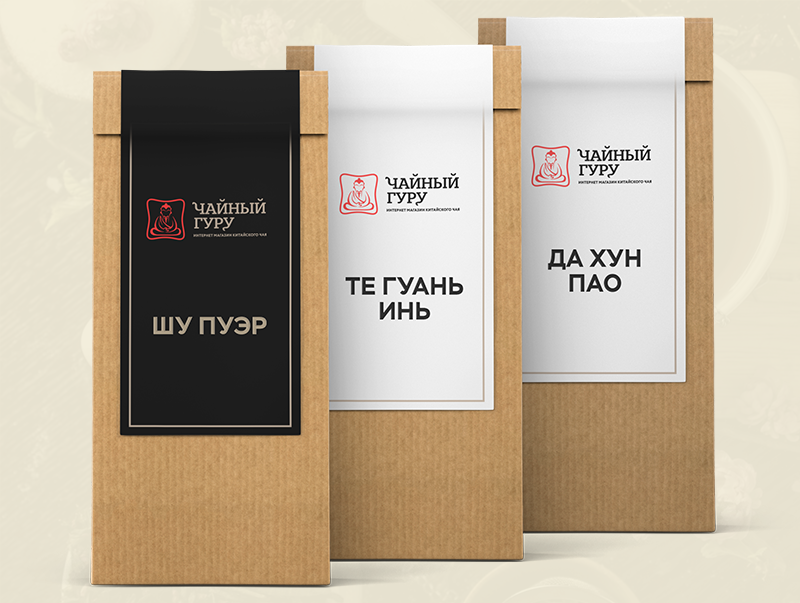 ЧАЙНЫЙ
ГУРУ
ИНТЕРНЕТ МАГАЗИН КИТАЙСКОГО ЧАЯ
ШУ ПУЭР
ЧАЙНЫЙ
ГУРУ
ИНТЕРНЕТ МАГАЗИН КИТАЙСКОГО ЧАЯ
ТЕ ГУАНЬ
ИНЬ
ЧАЙНЫЙ
ГУРУ
ИНТЕРНЕТ МАГАЗИН КИТАЙСКОГО ЧАЯ
ДА ХУН
ПАО